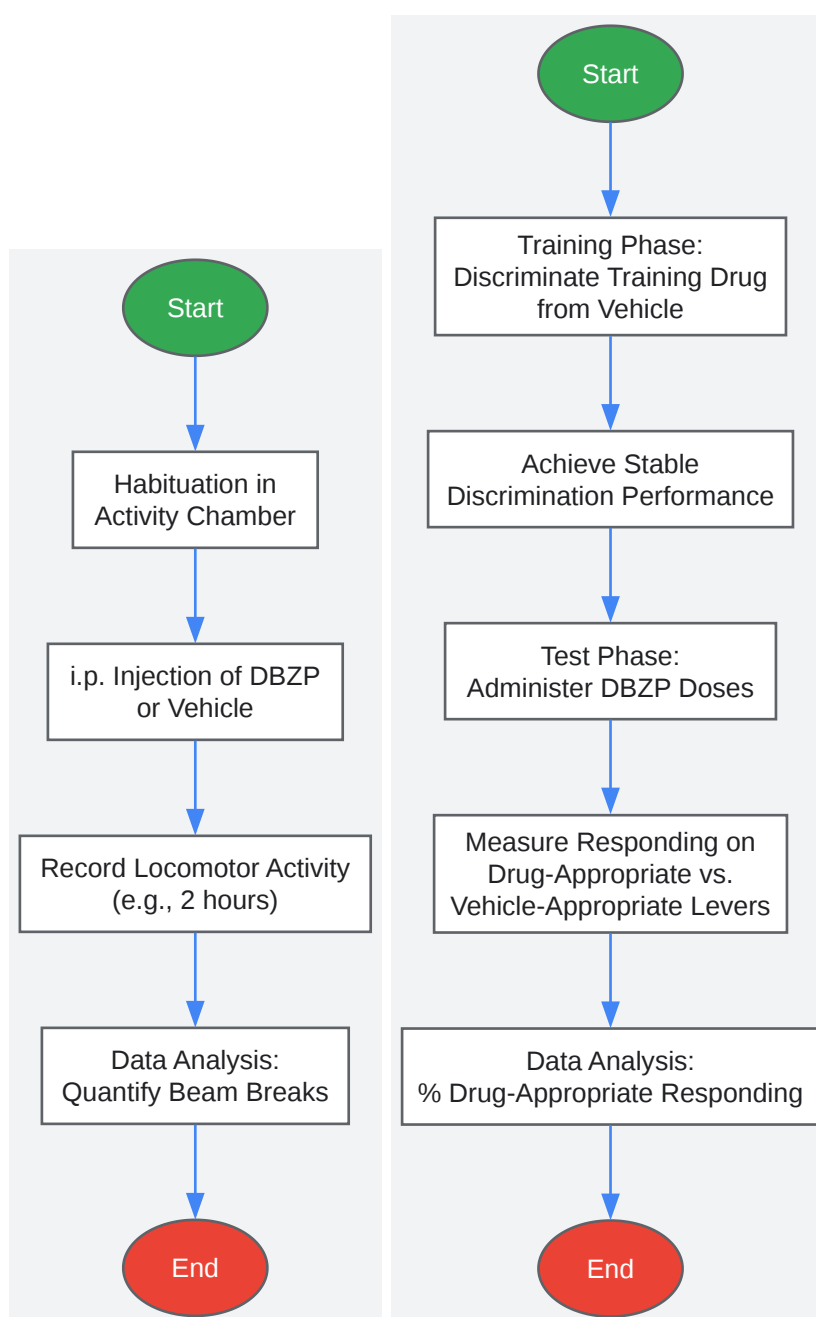 Start
Habituation in
Activity Chamber
i.p. Injection of DBZP
or Vehicle
Record Locomotor Activity
(e.g., 2 hours)
Data Analysis:
Quantify Beam Breaks
End
Start
Training Phase:
Discriminate Training Drug
from Vehicle
Achieve Stable
Discrimination Performance
Test Phase:
Administer DBZP Doses
Measure Responding on
Drug-Appropriate vs.
Vehicle-Appropriate Levers
Data Analysis:
% Drug-Appropriate Responding
End